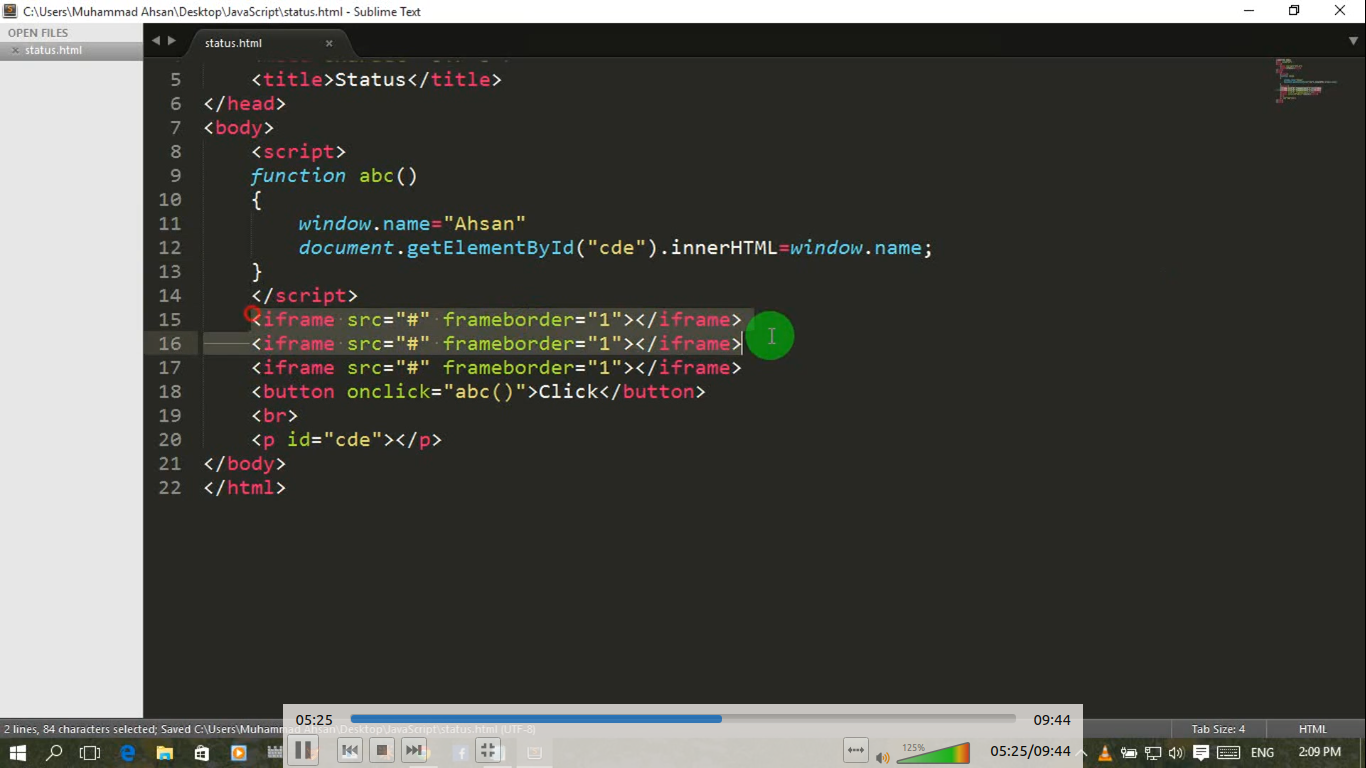 C:\Users\Muhammad Ahsan\Desktop\JavaScript\status.html - Sublime Text
OPEN FILES
status.html
status.html
5 <title>Status</title>
6 </head>
7 <body>
8 <script>
9 function abc()
10 {
11 window.name="Ahsan"
12 document.getElementById("cde").innerHTML=window.name;
13 }
14 </script>
15 <iframe src="#" frameborder="1"></iframe>
16 <iframe src="#" frameborder="1"></iframe>
17 <iframe src="#" frameborder="1"></iframe>
18 <button onclick="abc()">Click</button>
19 <br>
20 <p id="cde"></p>
21 </body>
22 </html>
05:25 09:44
2 lines, 84 characters selected; Saved C:\Users\Muhammad Ahsan\Desktop\JavaScript\status.html (UTF-8) Tab Size: 4 HTML
125% 05:25/09:44 ENG 2:09 PM